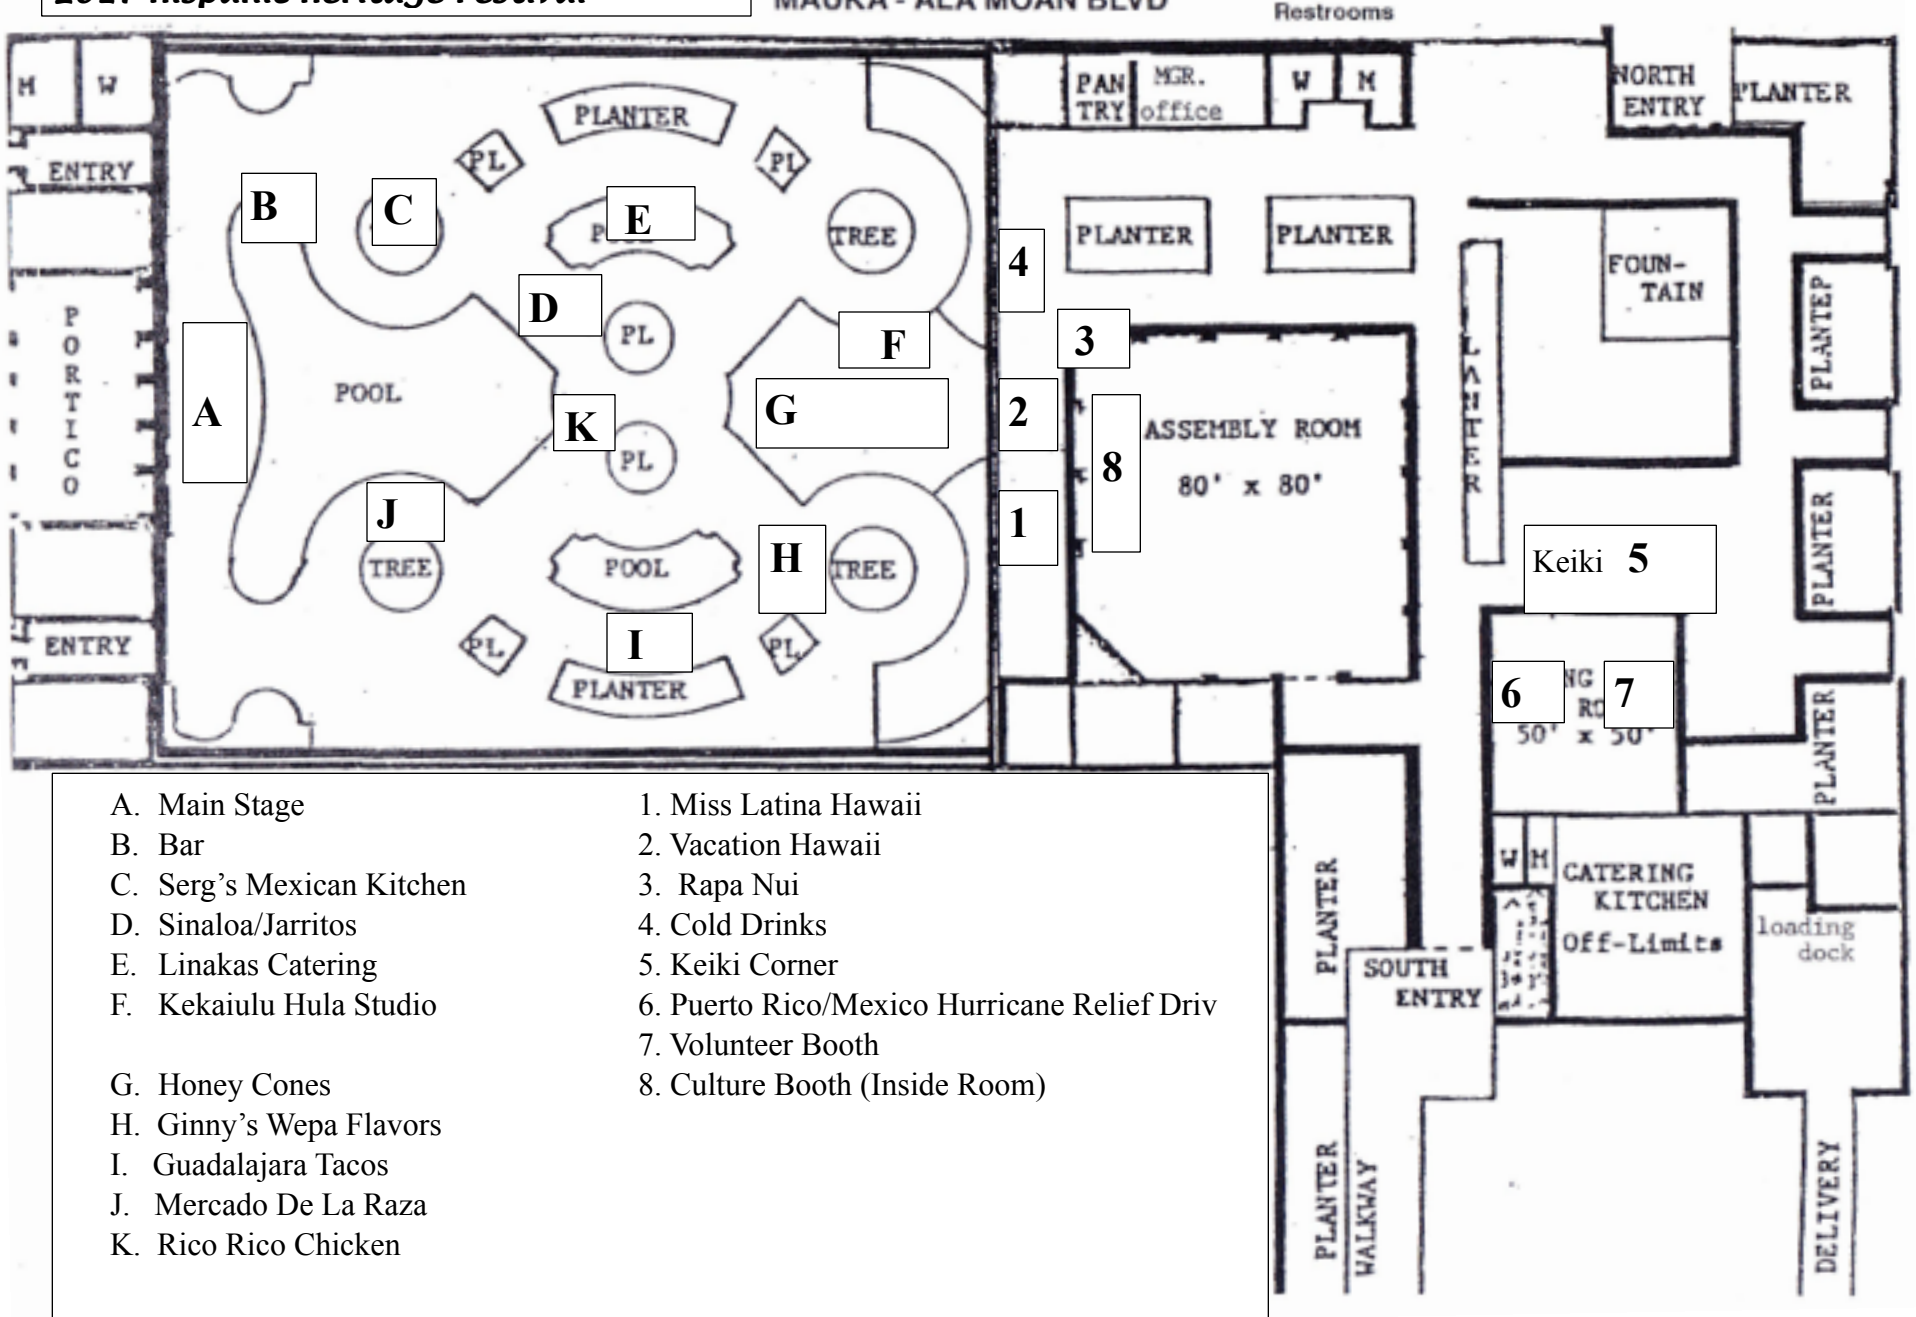 Hispanic Heritage Festival
MAUKA - ALA MOAN BLVD
Restrooms
M
W
ENTRY
PORTICO
ENTRY
PLANTER
PL
PL
B
C
E
TREE
D
PL
F
A
POOL
K
PL
G
J
TREE
POOL
H
TREE
PL
I
PL
PLANTER
PAN
TRY
MGR.
office
W
M
NORTH
ENTRY
PLANTER
PLANTER
PLANTER
4
3
2
1
8
ASSEMBLY ROOM
80' x 80'
FOUN-
TAIN
PLANTEP
PLANTER
PLANTER
Keiki 5
6
7
50' x 50'
W
M
CATERING
KITCHEN
Off-Limits
loading
dock
PLANTER
SOUTH
ENTRY
PLANTER
WALKWAY
DELIVERY
A. Main Stage
B. Bar
C. Serg's Mexican Kitchen
D. Sinaloa/Jarritos
E. Linakas Catering
F. Kekaiulu Hula Studio
G. Honey Cones
H. Ginny's Wepa Flavors
I. Guadalajara Tacos
J. Mercado De La Raza
K. Rico Rico Chicken
1. Miss Latina Hawaii
2. Vacation Hawaii
3. Rapa Nui
4. Cold Drinks
5. Keiki Corner
6. Puerto Rico/Mexico Hurricane Relief Driv
7. Volunteer Booth
8. Culture Booth (Inside Room)